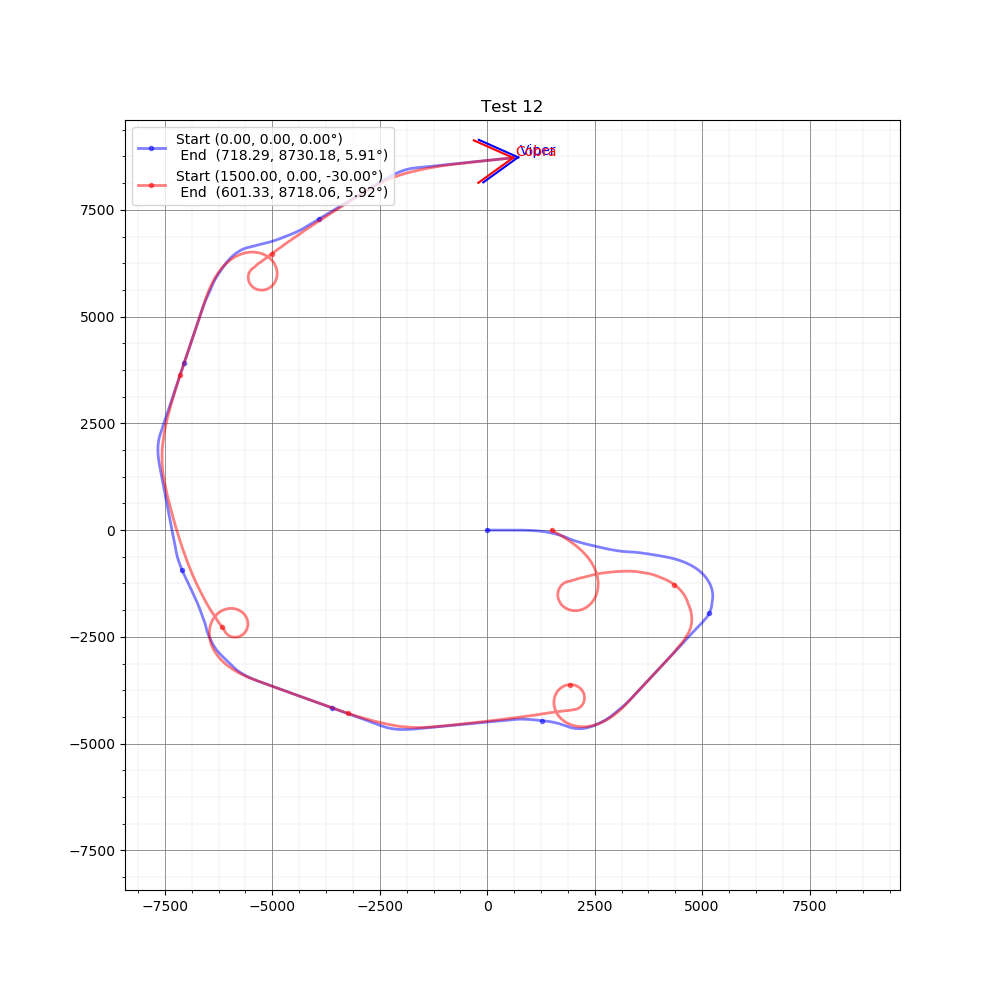 Test 12
Start (0.00, 0.00, 0.00°)
End (718.29, 8730.18, 5.91°)
Start (1500.00, 0.00, -30.00°)
End (601.33, 8718.06, 5.92°)
Viper
Cobra
7500
5000
2500
0
−2500
−5000
−7500
−7500 −5000 −2500 0 2500 5000 7500